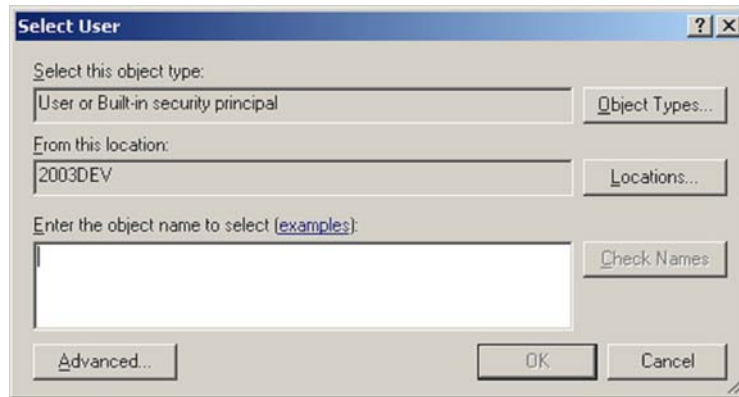 Select User
Select this object type:
User or Built-in security principal
Object Types...
From this location:
2003DEV
Locations...
Enter the object name to select (examples):
Check Names
Advanced...
OK
Cancel